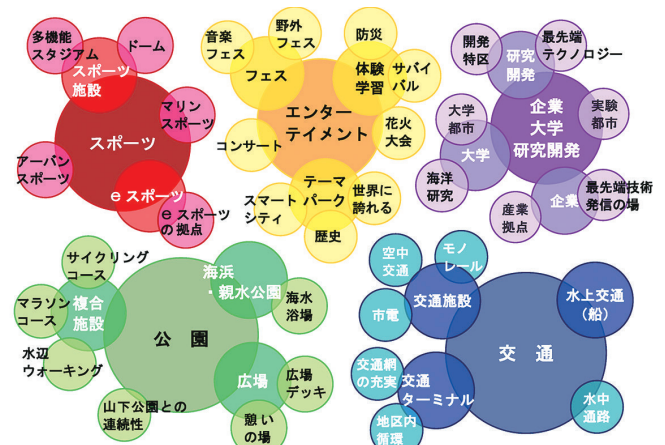 多機能
スタジアム
ドーム
スポーツ
施設
マリン
スポーツ
スポーツ
アーバン
スポーツ
eスポーツ
eスポーツ
の拠点
音楽
フェス
野外
フェス
フェス
防災
体験
学習
サバイ
バル
エンター
テイメント
コンサート
花火
大会
テーマ
パーク
世界に
誇れる
スマート
シティ
歴史
開発
特区
研究
開発
最先端
テクノロジー
企業
大学
研究開発
大学
都市
実験
都市
大学
海洋
研究
企業
最先端技術
発信の場
産業
拠点
サイクリング
コース
海浜
・親水公園
マラソン
コース
複合
施設
海水
浴場
公園
水辺
ウォーキング
広場
広場
デッキ
山下公園との
連続性
憩い
の場
空中
交通
モノ
レール
交通施設
水上交通
（船）
市電
交通
交通網
の充実
交通
ターミナル
水中
通路
地区内
循環